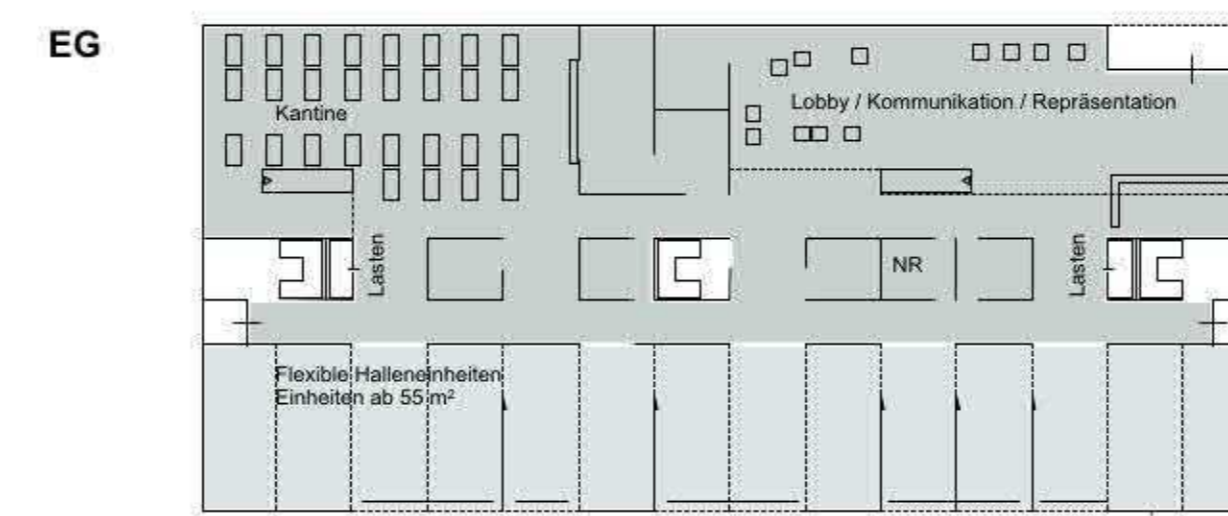 EG
Kantine
Lobby / Kommunikation / Repräsentation
Lasten
NR
Lasten
Flexible Halleneinheiten
Einheiten ab 55 m²